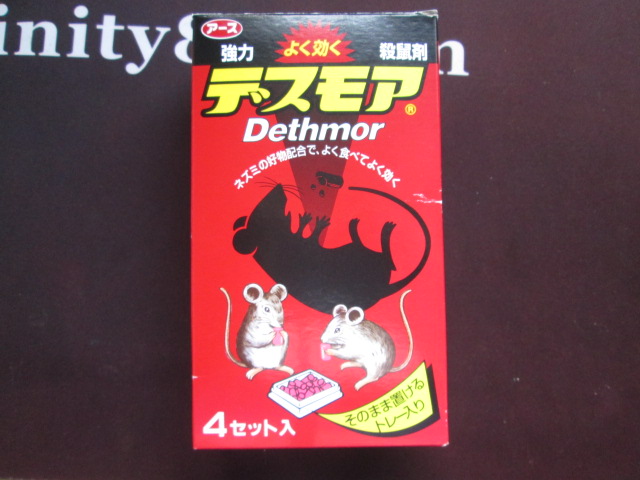 inity8
m
アース
強力
よく効く
殺鼠剤
デスモア®
Dethmor
ネズミの好物配合で、よく食べてよく効く
そのまま置ける
トレー入り
4セット入